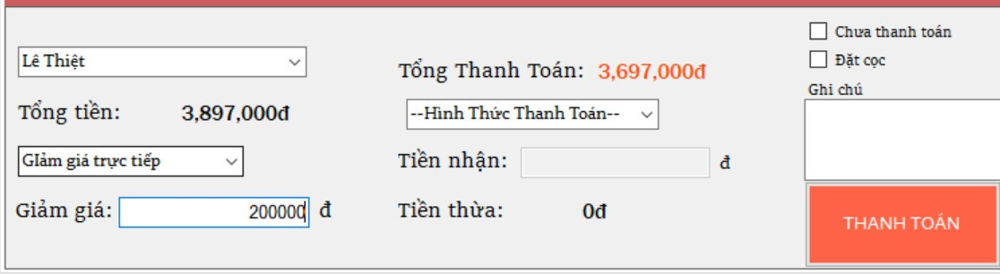 Lê Thiệt
Tổng tiền: 3,897,000đ
GIảm giá trực tiếp
Giảm giá: 200000 đ
Tổng Thanh Toán: 3,697,000đ
--Hình Thức Thanh Toán--
Tiền nhận: đ
Tiền thừa: 0đ
Chưa thanh toán
Đặt cọc
Ghi chú
THANH TOÁN